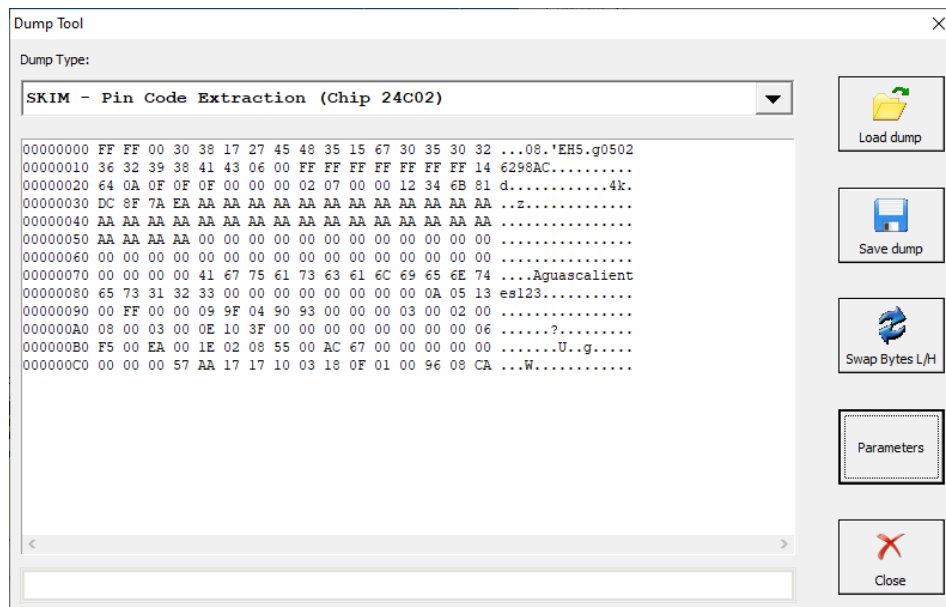 Dump Tool
Dump Type:
SKIM - Pin Code Extraction (Chip 24C02)
00000000 FF FF 00 30 38 17 27 45 48 35 15 67 30 35 30 32 ...08.'EH5.g0502
00000010 36 32 39 38 41 43 06 00 FF FF FF FF FF FF FF 14 6298AC..........
00000020 64 0A 0F 0F 0F 00 00 00 02 07 00 00 12 34 6B 81 d............4k.
00000030 DC 8F 7A EA AA AA AA AA AA AA AA AA AA AA AA AA ..z.............
00000040 AA AA AA AA AA AA AA AA AA AA AA AA AA AA AA AA ................
00000050 AA AA AA AA 00 00 00 00 00 00 00 00 00 00 00 00 ................
00000060 00 00 00 00 00 00 00 00 00 00 00 00 00 00 00 00 ................
00000070 00 00 00 00 41 67 75 61 73 63 61 6C 69 65 6E 74 ....Aguascalient
00000080 65 73 31 32 33 00 00 00 00 00 00 00 00 0A 05 13 es123...........
00000090 00 FF 00 00 09 9F 04 90 93 00 00 00 03 00 02 00 ................
000000A0 08 00 03 00 0E 10 3F 00 00 00 00 00 00 00 00 06 ......?.........
000000B0 F5 00 EA 00 1E 02 08 55 00 AC 67 00 00 00 00 00 .......U..g.....
000000C0 00 00 00 57 AA 17 17 10 03 18 0F 01 00 96 08 CA ...W............
Load dump
Save dump
Swap Bytes L/H
Parameters
Close